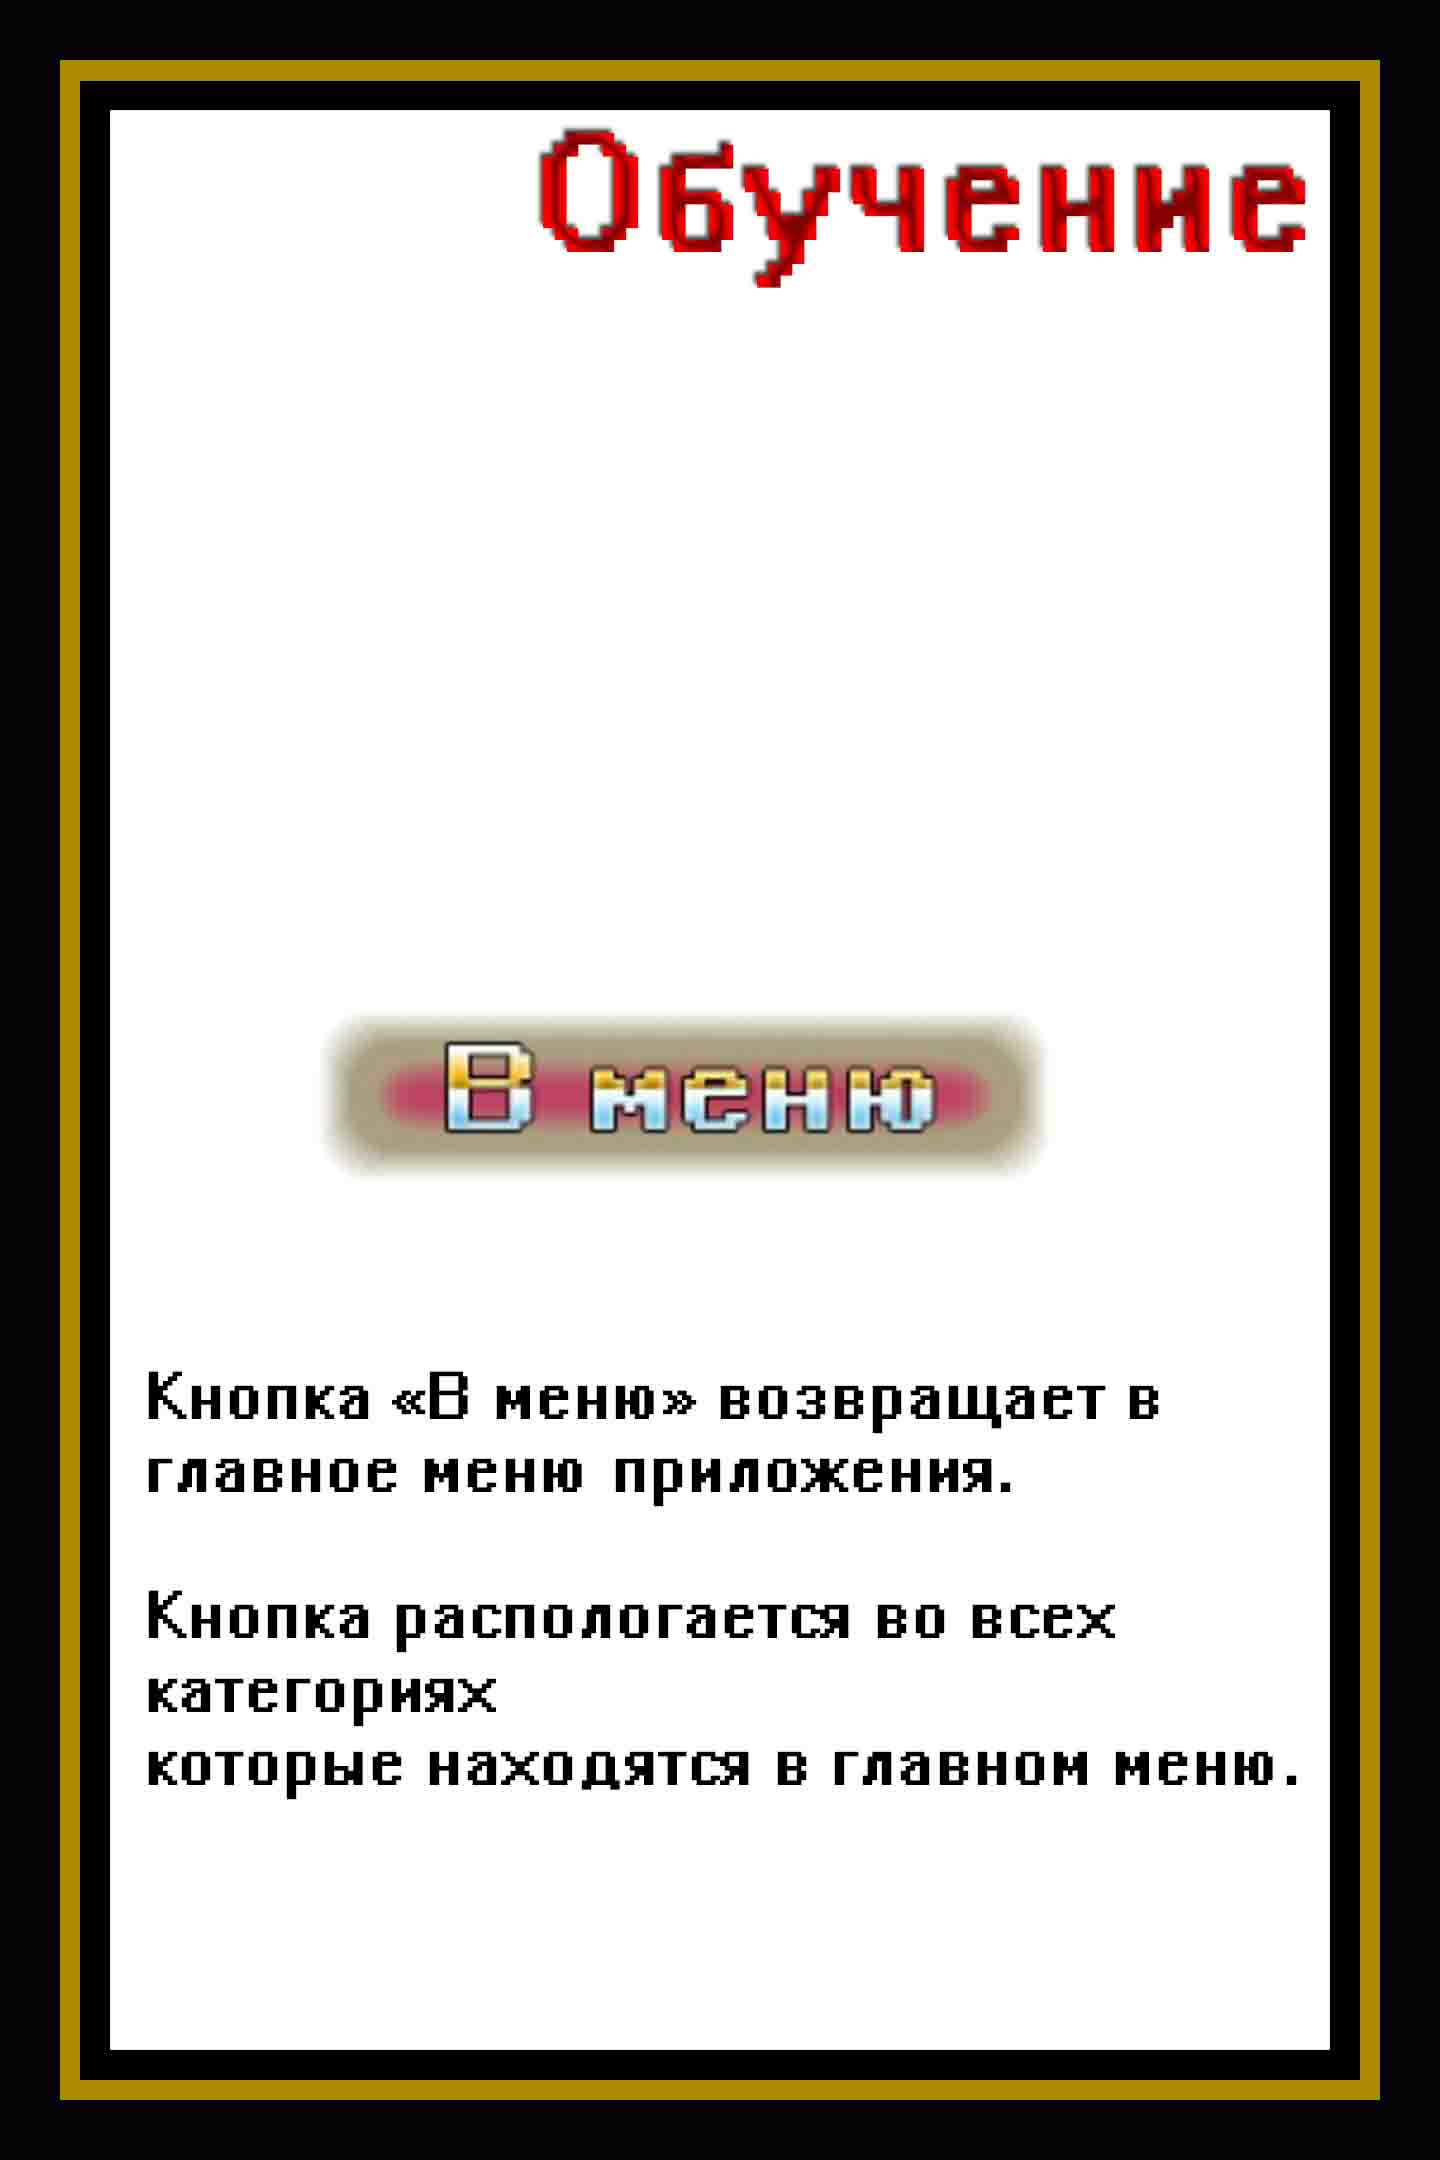 Обучение
В меню
Кнопка «В меню» возвращает в
главное меню приложения.
Кнопка распологается во всех
категориях
которые находятся в главном меню.